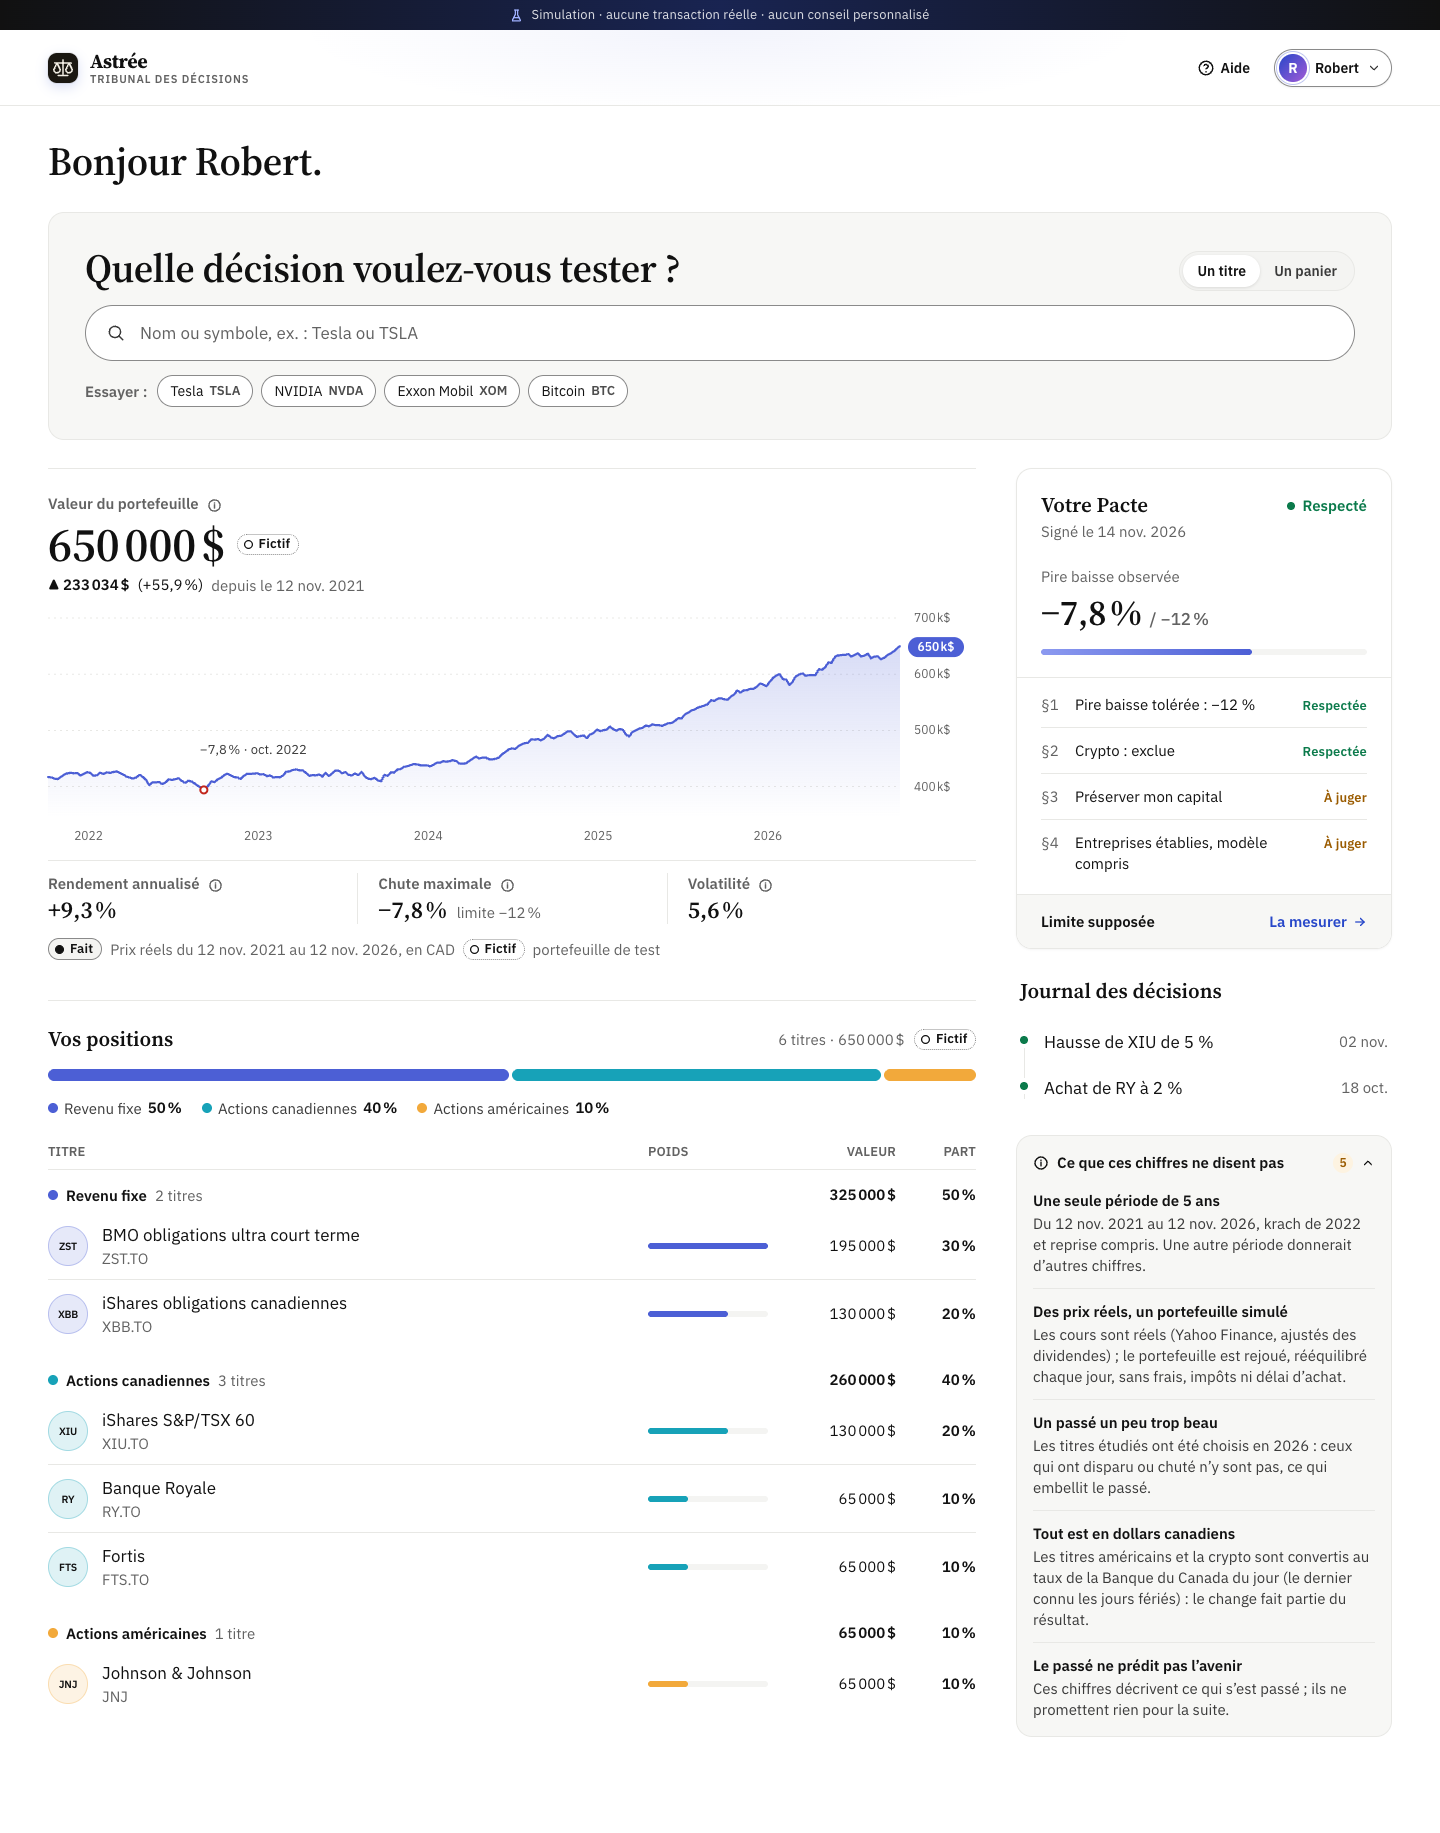 Simulation · aucune transaction réelle · aucun conseil personnalisé
Astrée
TRIBUNAL DES DÉCISIONS
Aide
R Robert
Bonjour Robert.
Quelle décision voulez-vous tester ?
Un titre Un panier
Nom ou symbole, ex. : Tesla ou TSLA
Essayer : Tesla TSLA NVIDIA NVDA Exxon Mobil XOM Bitcoin BTC
Valeur du portefeuille
650 000 $ Fictif
▲ 233 034 $ (+55,9 %) depuis le 12 nov. 2021
700 k$
650 k$
600 k$
500 k$
−7,8 % · oct. 2022
400 k$
2022 2023 2024 2025 2026
Rendement annualisé
+9,3 %
Chute maximale
−7,8 % limite −12 %
Volatilité
5,6 %
Fait Prix réels du 12 nov. 2021 au 12 nov. 2026, en CAD Fictif portefeuille de test
Vos positions
6 titres · 650 000 $ Fictif
Revenu fixe 50 % Actions canadiennes 40 % Actions américaines 10 %
TITRE POIDS VALEUR PART
Revenu fixe 2 titres 325 000 $ 50 %
ZST BMO obligations ultra court terme 195 000 $ 30 %
ZST.TO
XBB iShares obligations canadiennes 130 000 $ 20 %
XBB.TO
Actions canadiennes 3 titres 260 000 $ 40 %
XIU iShares S&P/TSX 60 130 000 $ 20 %
XIU.TO
RY Banque Royale 65 000 $ 10 %
RY.TO
FTS Fortis 65 000 $ 10 %
FTS.TO
Actions américaines 1 titre 65 000 $ 10 %
JNJ Johnson & Johnson 65 000 $ 10 %
JNJ
Votre Pacte Respecté
Signé le 14 nov. 2026
Pire baisse observée
−7,8 % / −12 %
§1 Pire baisse tolérée : −12 % Respectée
§2 Crypto : exclue Respectée
§3 Préserver mon capital À juger
§4 Entreprises établies, modèle À juger
compris
Limite supposée La mesurer →
Journal des décisions
Hausse de XIU de 5 % 02 nov.
Achat de RY à 2 % 18 oct.
Ce que ces chiffres ne disent pas 5
Une seule période de 5 ans
Du 12 nov. 2021 au 12 nov. 2026, krach de 2022
et reprise compris. Une autre période donnerait
d’autres chiffres.
Des prix réels, un portefeuille simulé
Les cours sont réels (Yahoo Finance, ajustés des
dividendes) ; le portefeuille est rejoué, rééquilibré
chaque jour, sans frais, impôts ni délai d’achat.
Un passé un peu trop beau
Les titres étudiés ont été choisis en 2026 : ceux
qui ont disparu ou chuté n’y sont pas, ce qui
embellit le passé.
Tout est en dollars canadiens
Les titres américains et la crypto sont convertis au
taux de la Banque du Canada du jour (le dernier
connu les jours fériés) : le change fait partie du
résultat.
Le passé ne prédit pas l’avenir
Ces chiffres décrivent ce qui s’est passé ; ils ne
promettent rien pour la suite.